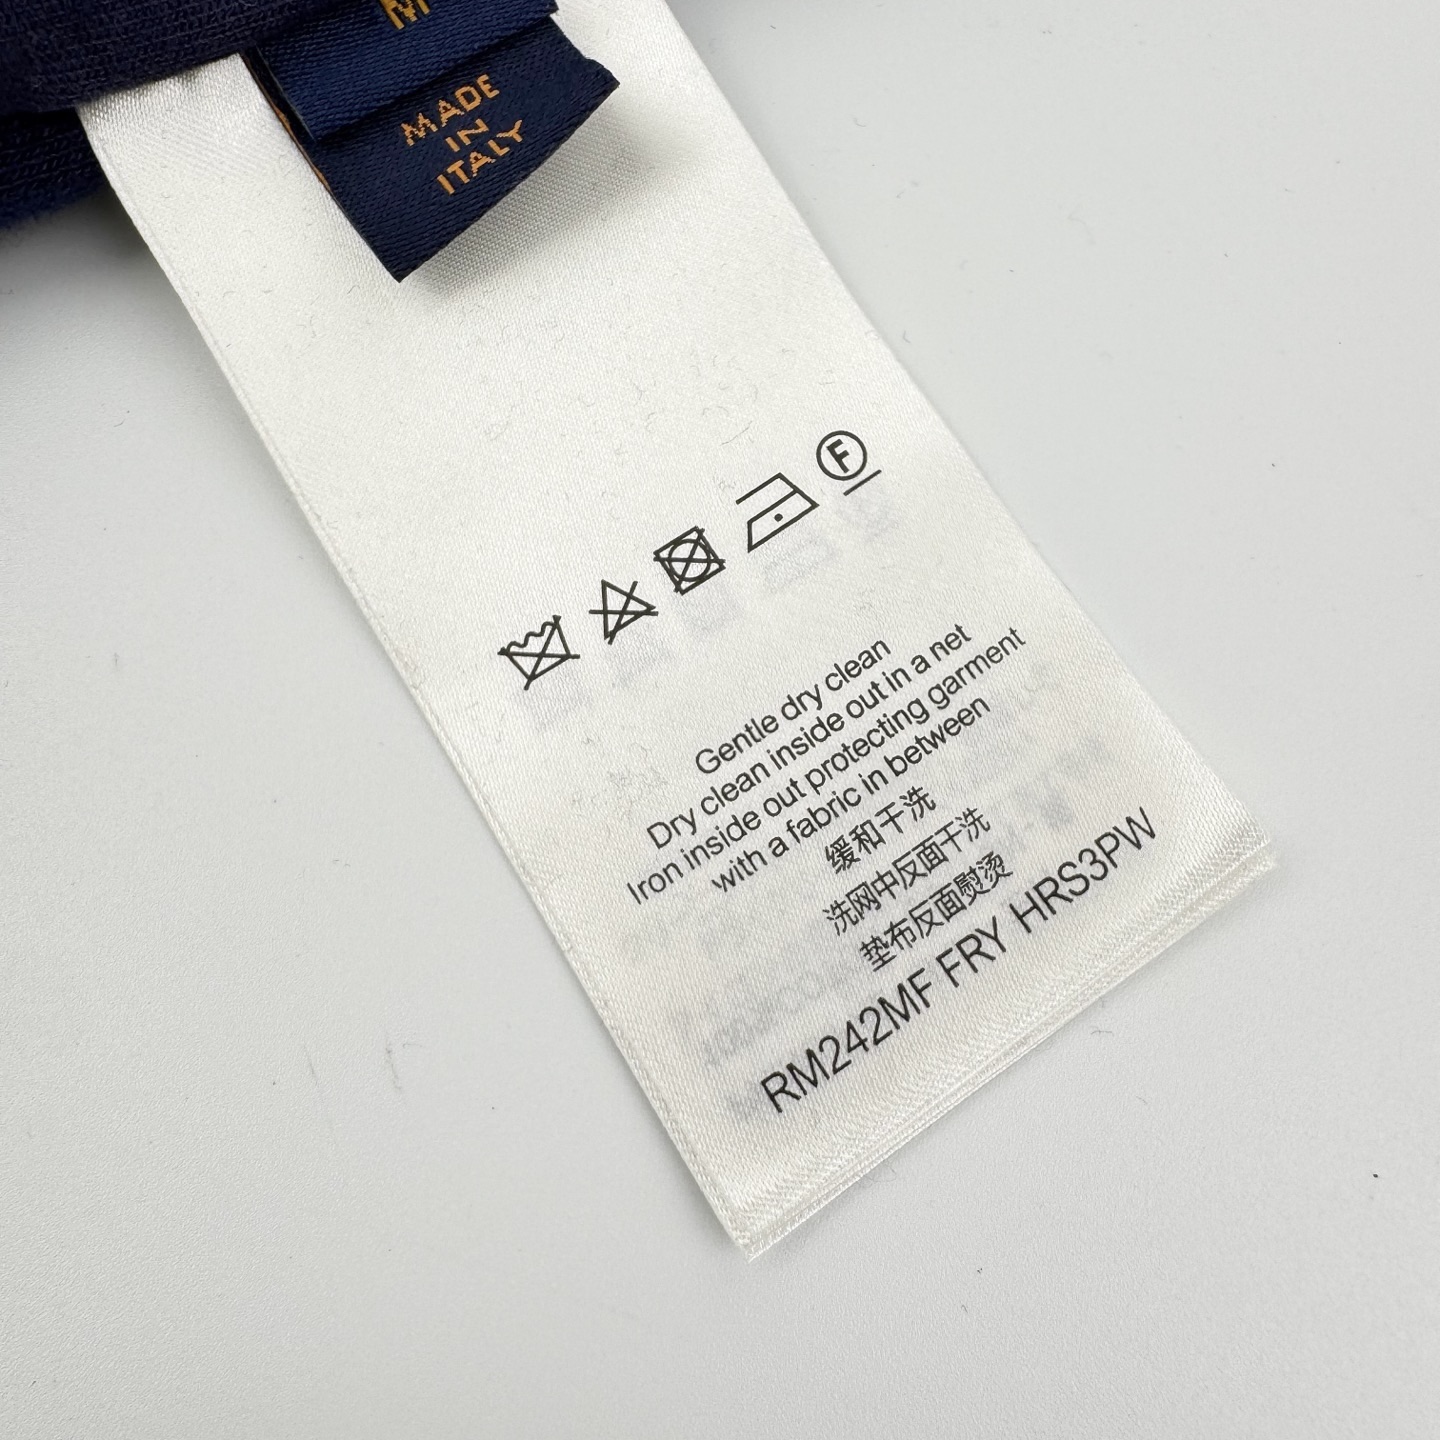 M
MADE
IN
ITALY
F
Gentle dry clean
Dry clean inside out in a net
Iron inside out protecting garment
with a fabric in between
缓和干洗
洗网中反面干洗
垫布反面熨烫
RM242MF FRY HRS3PW